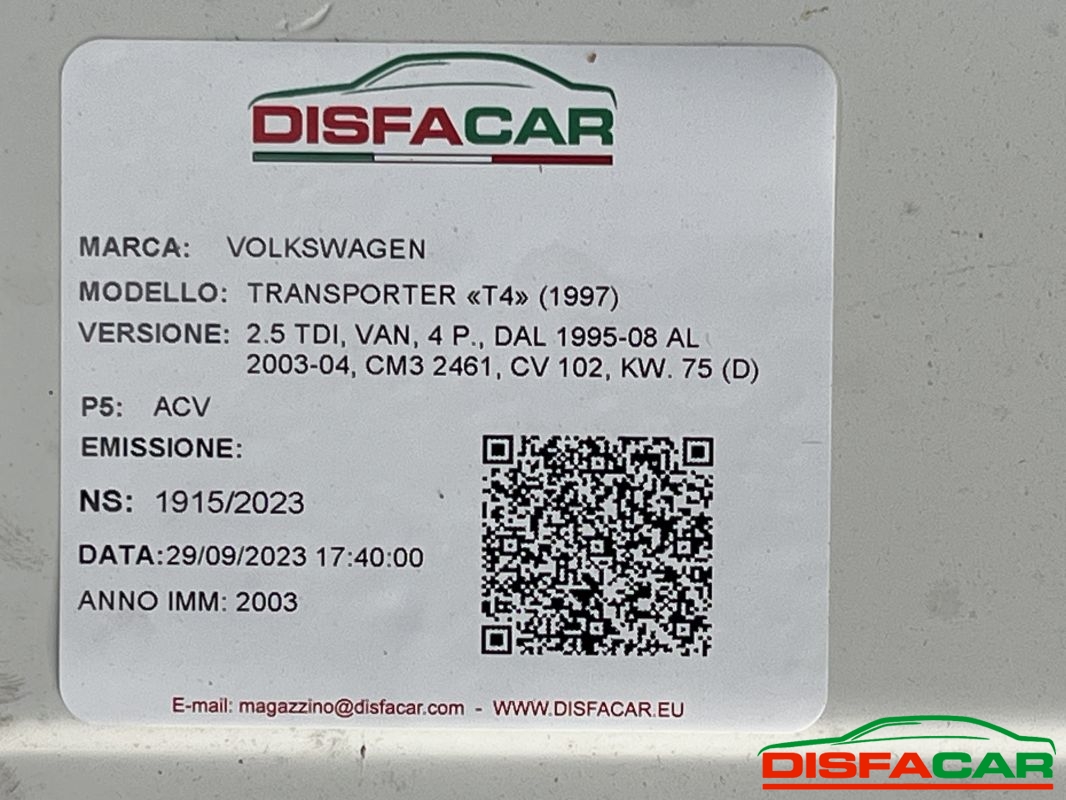 DISFACAR
MARCA: VOLKSWAGEN
MODELLO: TRANSPORTER «T4» (1997)
VERSIONE: 2.5 TDI, VAN, 4 P., DAL 1995-08 AL
2003-04, CM3 2461, CV 102, KW. 75 (D)
P5: ACV
EMISSIONE:
NS: 1915/2023
DATA:29/09/2023 17:40:00
ANNO IMM: 2003
E-mail: magazzino@disfacar.com - WWW.DISFACAR.EU
DISFACAR